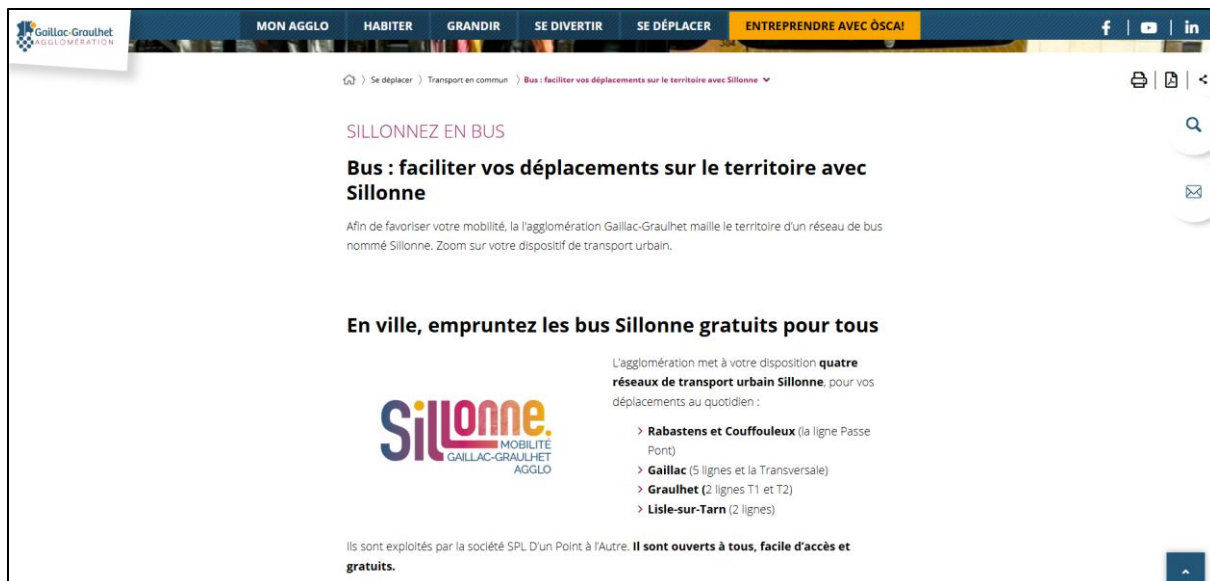 Gaillac-Graulhet
AGGLOMÉRATION
MON AGGLO HABITER GRANDIR SE DIVERTIR SE DÉPLACER ENTREPRENDRE AVEC ÒSCA!
304
Se déplacer 〉 Transport en commun 〉 Bus : faciliter vos déplacements sur le territoire avec Sillonne
SILLONNEZ EN BUS
Bus : faciliter vos déplacements sur le territoire avec
Sillonne
Afin de favoriser votre mobilité, la l'agglomération Gaillac-Graulhet maille le territoire d'un réseau de bus
nommé Sillonne. Zoom sur votre dispositif de transport urbain.
En ville, empruntez les bus Sillonne gratuits pour tous
Sillonne.
MOBILITÉ
GAILLAC-GRAULHET
AGGLO
L'agglomération met à votre disposition quatre
réseaux de transport urbain Sillonne, pour vos
déplacements au quotidien :
Rabastens et Couffouleux (la ligne Passe
Pont)
Gaillac (5 lignes et la Transversale)
Graulhet (2 lignes T1 et T2)
Lisle-sur-Tarn (2 lignes)
Ils sont exploités par la société SPL D'un Point à l'Autre. Il sont ouverts à tous, facile d'accès et
gratuits.